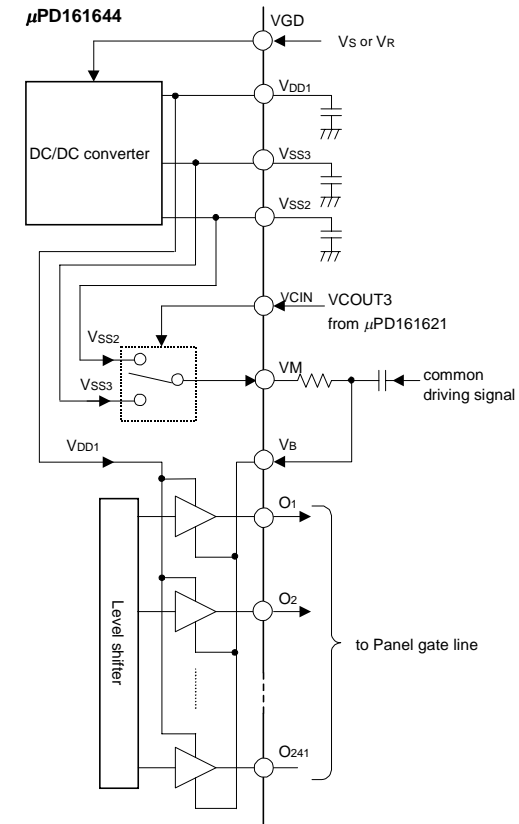 μPD161644
VGD
VS or VR
VDD1
DC/DC converter
VSS3
VSS2
VCIN
VCOUT3
from μPD161621
VSS2
VM
common
driving signal
VSS3
VDD1
VB
O1
O2
Level shifter
to Panel gate line
O241